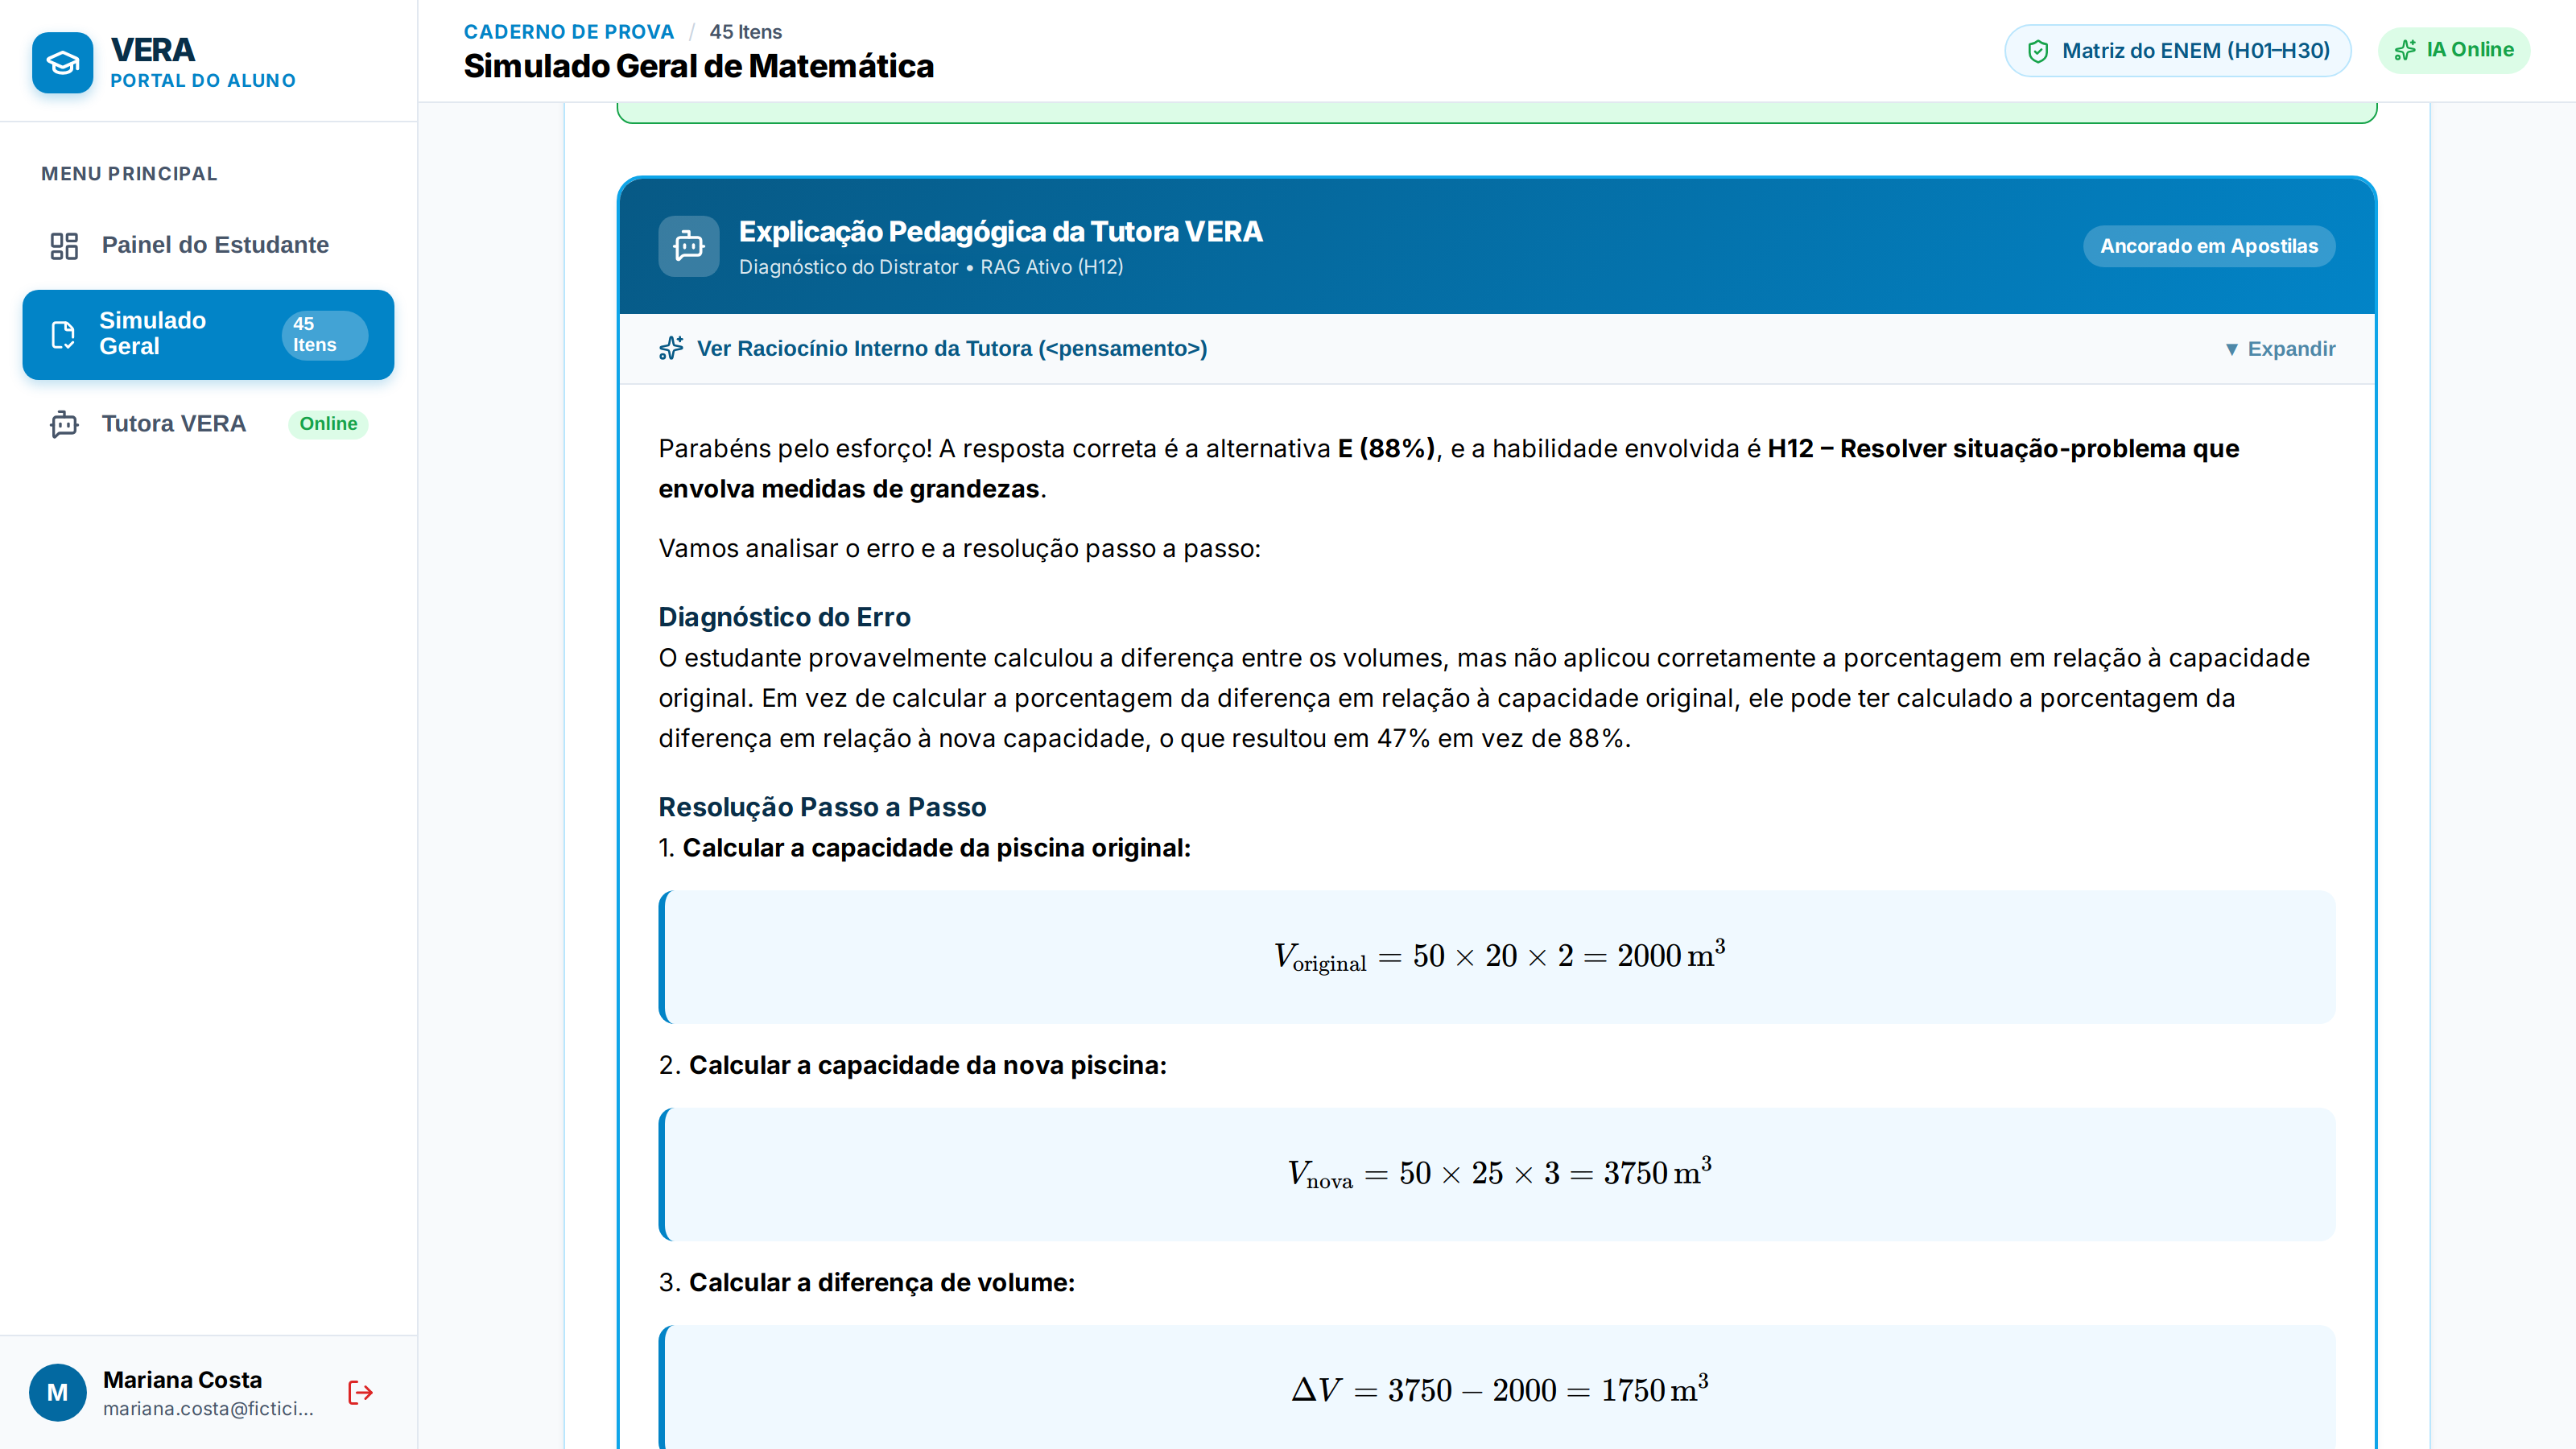 VERA
PORTAL DO ALUNO
MENU PRINCIPAL
Painel do Estudante
Simulado
Geral
45
Itens
Tutora VERA
Online
Mariana Costa
mariana.costa@fictici...
M
CADERNO DE PROVA / 45 Itens
Simulado Geral de Matemática
Matriz do ENEM (H01–H30)
IA Online
Explicação Pedagógica da Tutora VERA
Diagnóstico do Distrator • RAG Ativo (H12)
Ancorado em Apostilas
Ver Raciocínio Interno da Tutora (<pensamento>)
▼ Expandir
Parabéns pelo esforço! A resposta correta é a alternativa E (88%), e a habilidade envolvida é H12 – Resolver situação-problema que
envolva medidas de grandezas.
Vamos analisar o erro e a resolução passo a passo:
Diagnóstico do Erro
O estudante provavelmente calculou a diferença entre os volumes, mas não aplicou corretamente a porcentagem em relação à capacidade
original. Em vez de calcular a porcentagem da diferença em relação à capacidade original, ele pode ter calculado a porcentagem da
diferença em relação à nova capacidade, o que resultou em 47% em vez de 88%.
Resolução Passo a Passo
1. Calcular a capacidade da piscina original:
V_original = 50 × 20 × 2 = 2000 m³
2. Calcular a capacidade da nova piscina:
V_nova = 50 × 25 × 3 = 3750 m³
3. Calcular a diferença de volume:
ΔV = 3750 − 2000 = 1750 m³